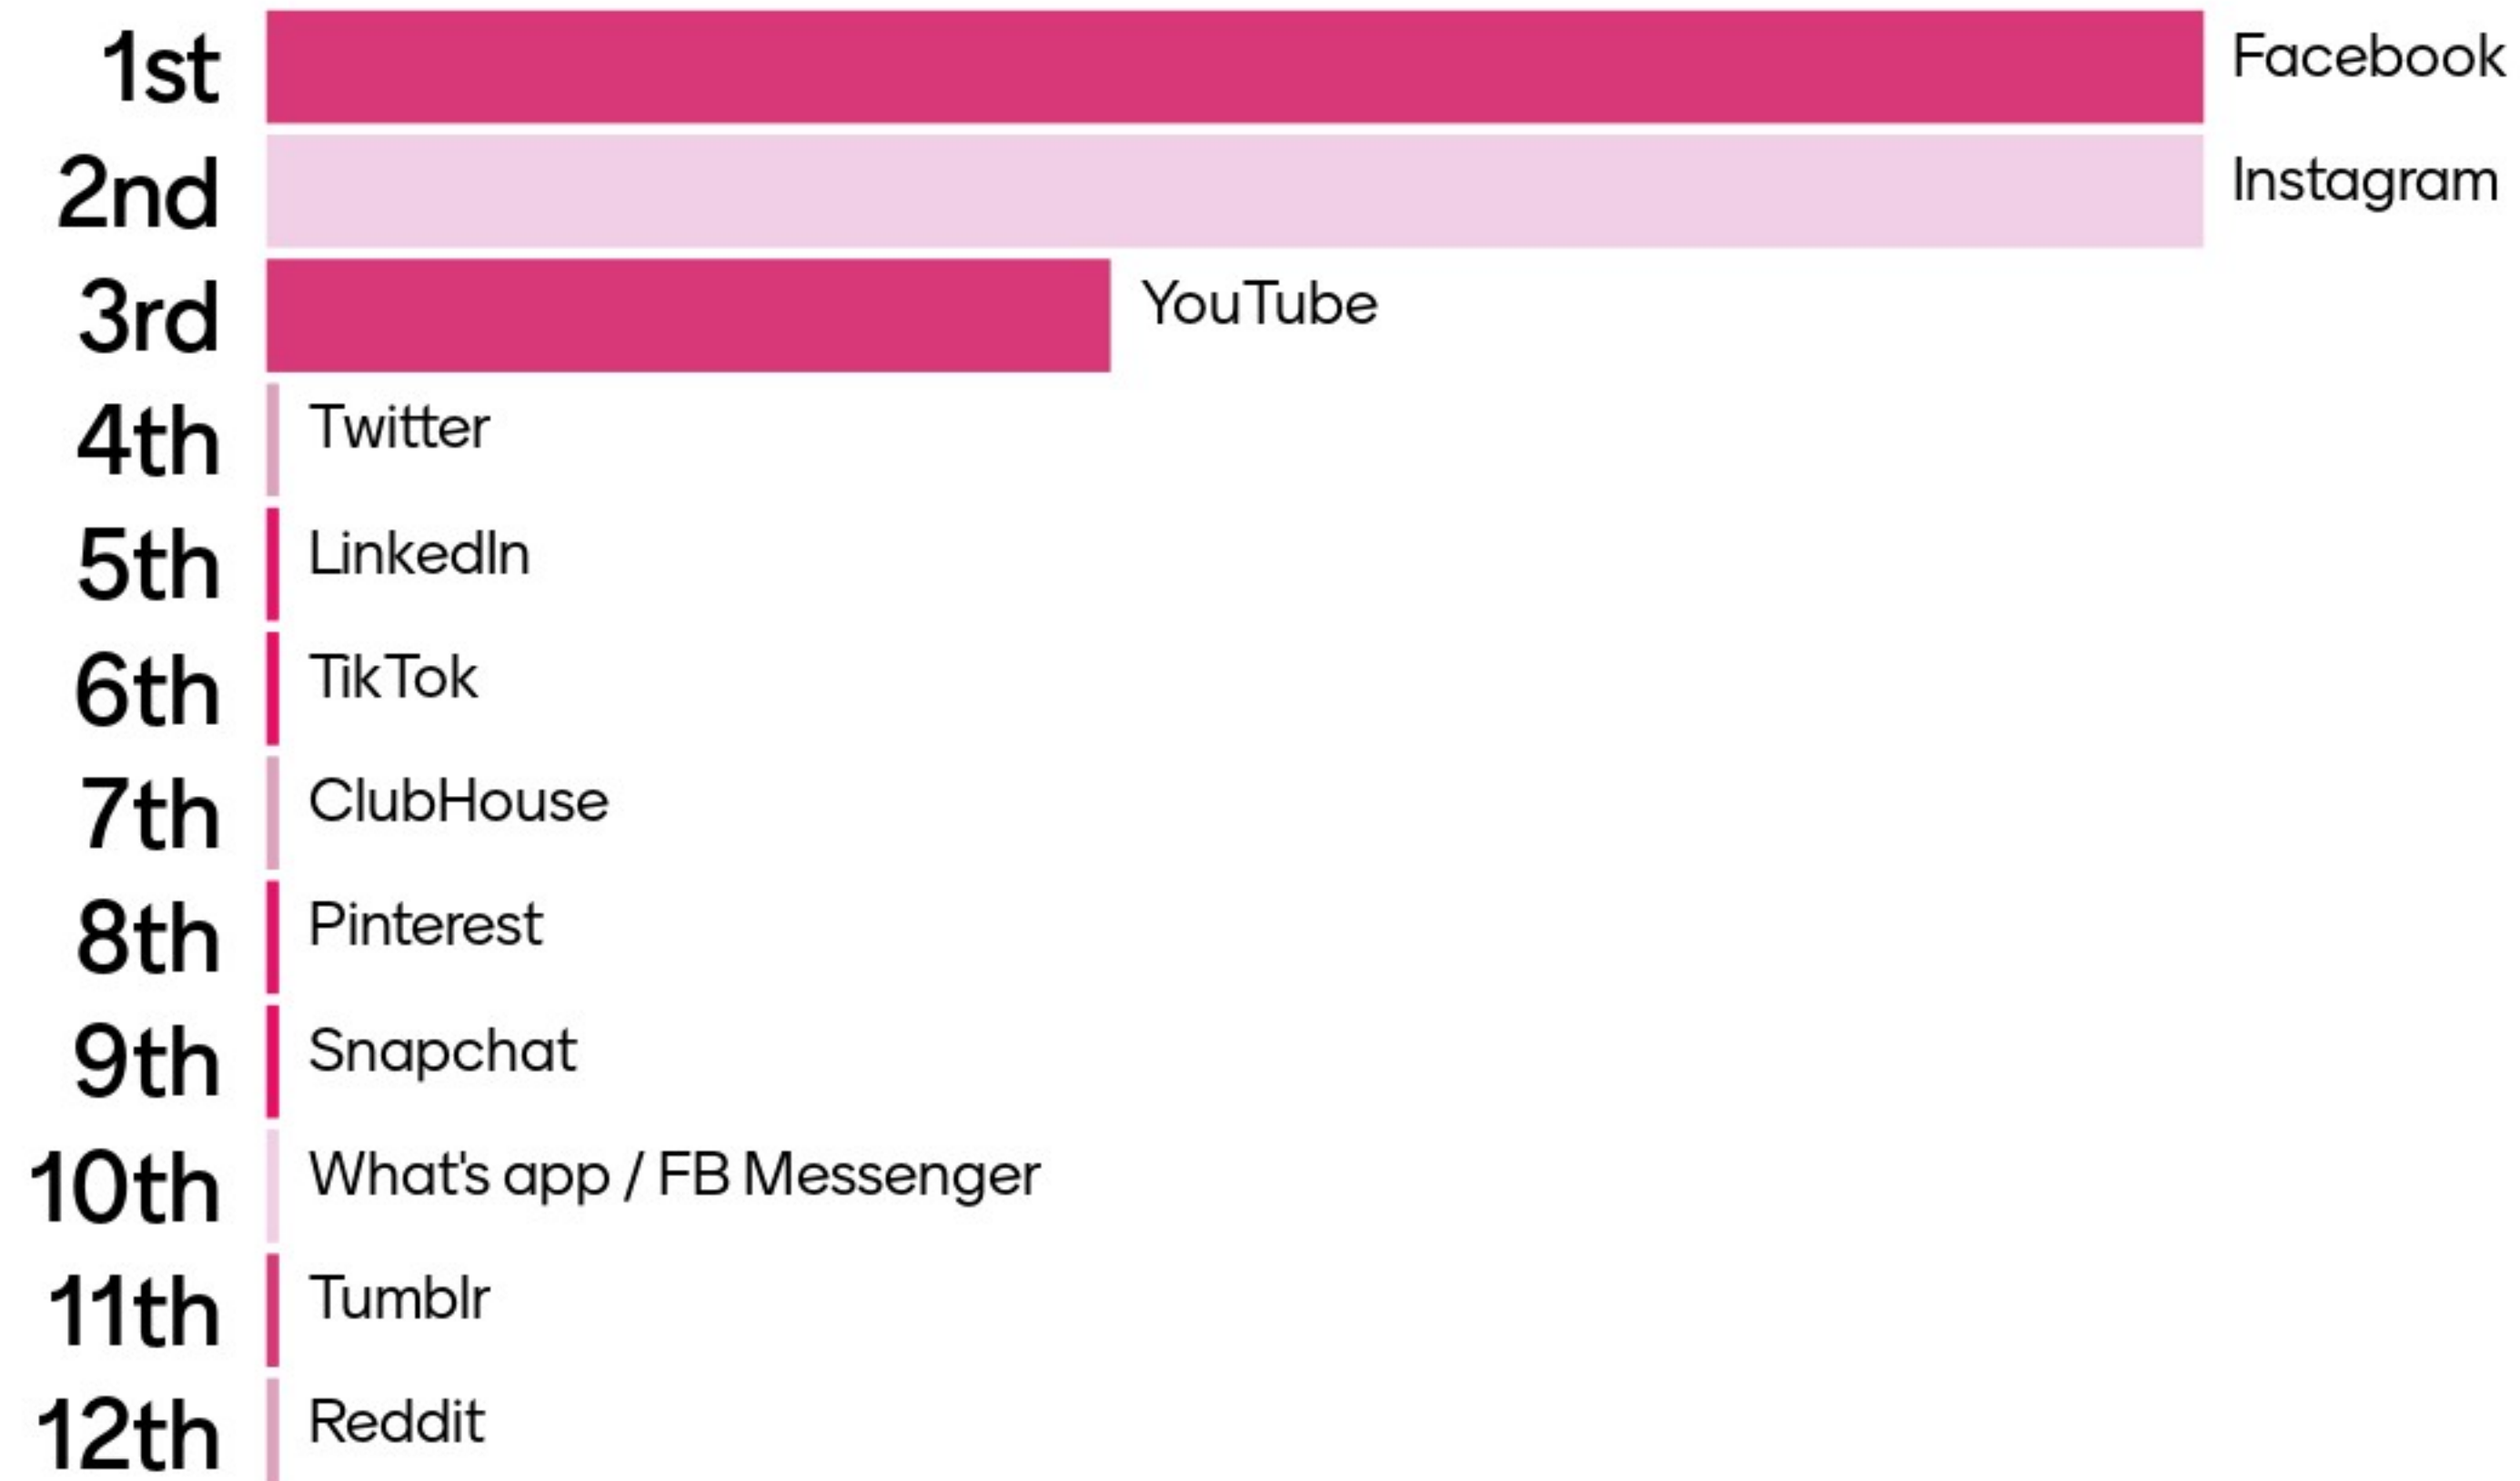 1st Facebook
2nd Instagram
3rd YouTube
4th Twitter
5th LinkedIn
6th TikTok
7th ClubHouse
8th Pinterest
9th Snapchat
10th What's app / FB Messenger
11th Tumblr
12th Reddit